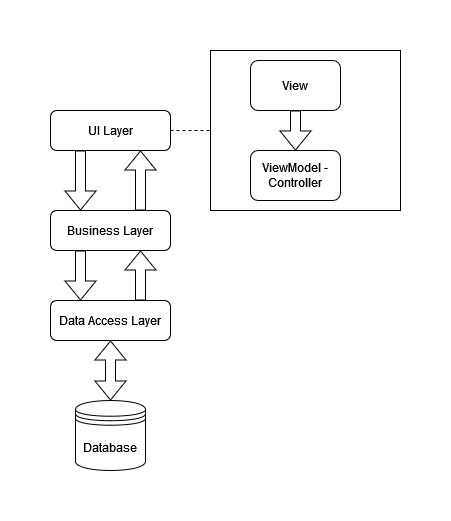 View
UI Layer
ViewModel -
Controller
Business Layer
Data Access Layer
Database